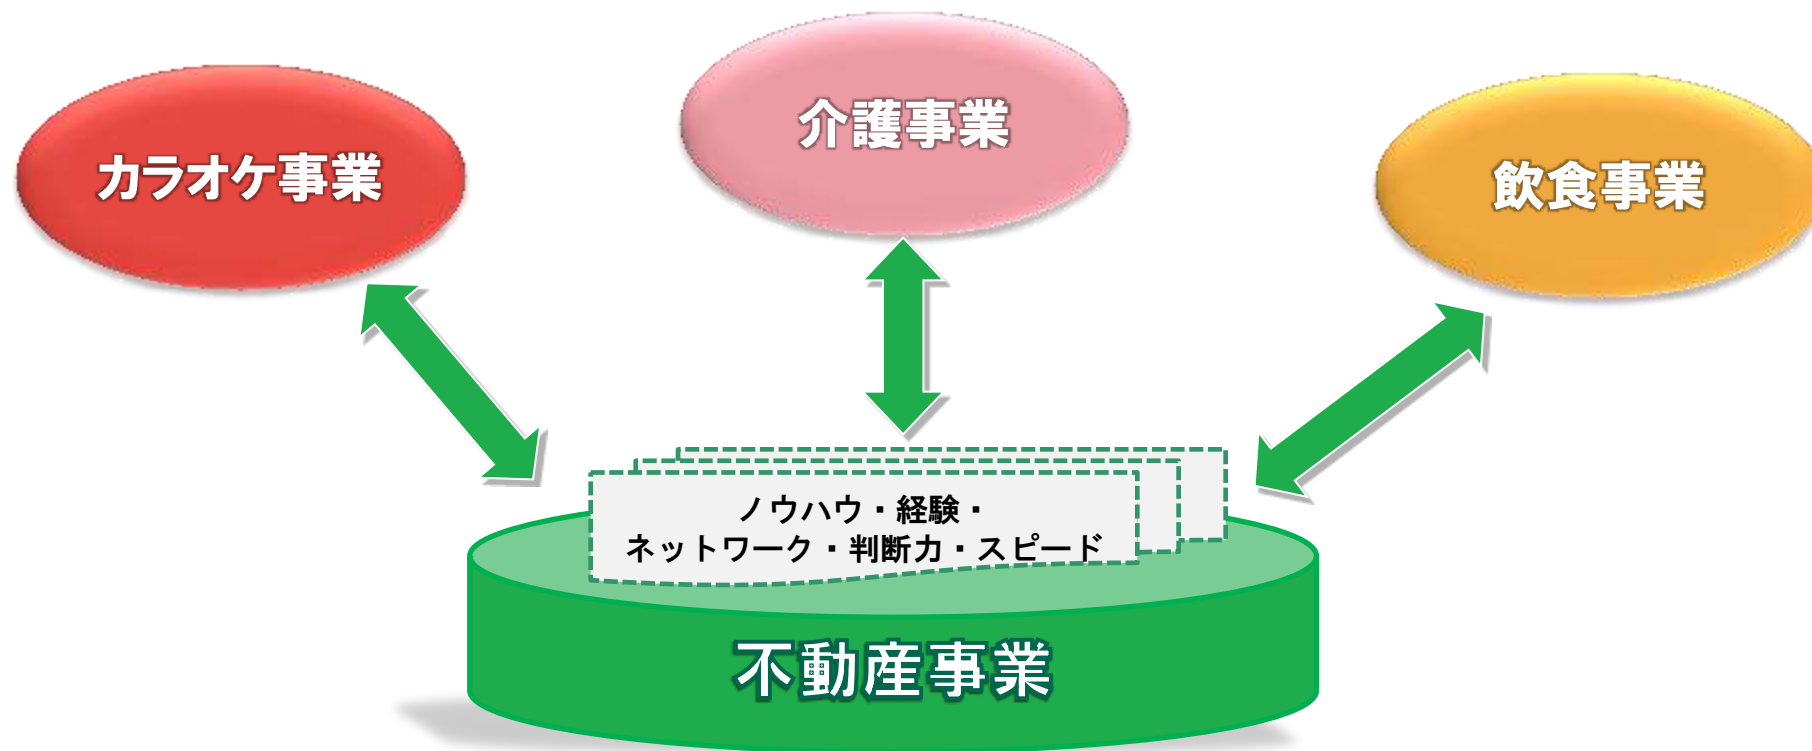 カラオケ事業
介護事業
飲食事業
ノウハウ・経験・
ネットワーク・判断力・スピード
不動産事業